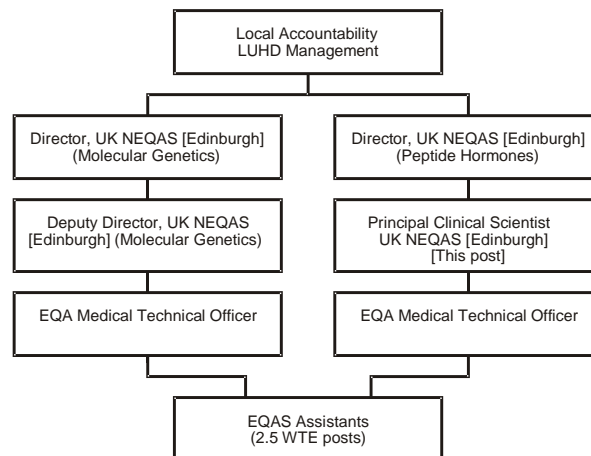 Local Accountability
LUHD Management
Director, UK NEQAS [Edinburgh]
(Molecular Genetics)
Director, UK NEQAS [Edinburgh]
(Peptide Hormones)
Deputy Director, UK NEQAS
[Edinburgh] (Molecular Genetics)
Principal Clinical Scientist
UK NEQAS [Edinburgh]
[This post]
EQA Medical Technical Officer
EQA Medical Technical Officer
EQAS Assistants
(2.5 WTE posts)